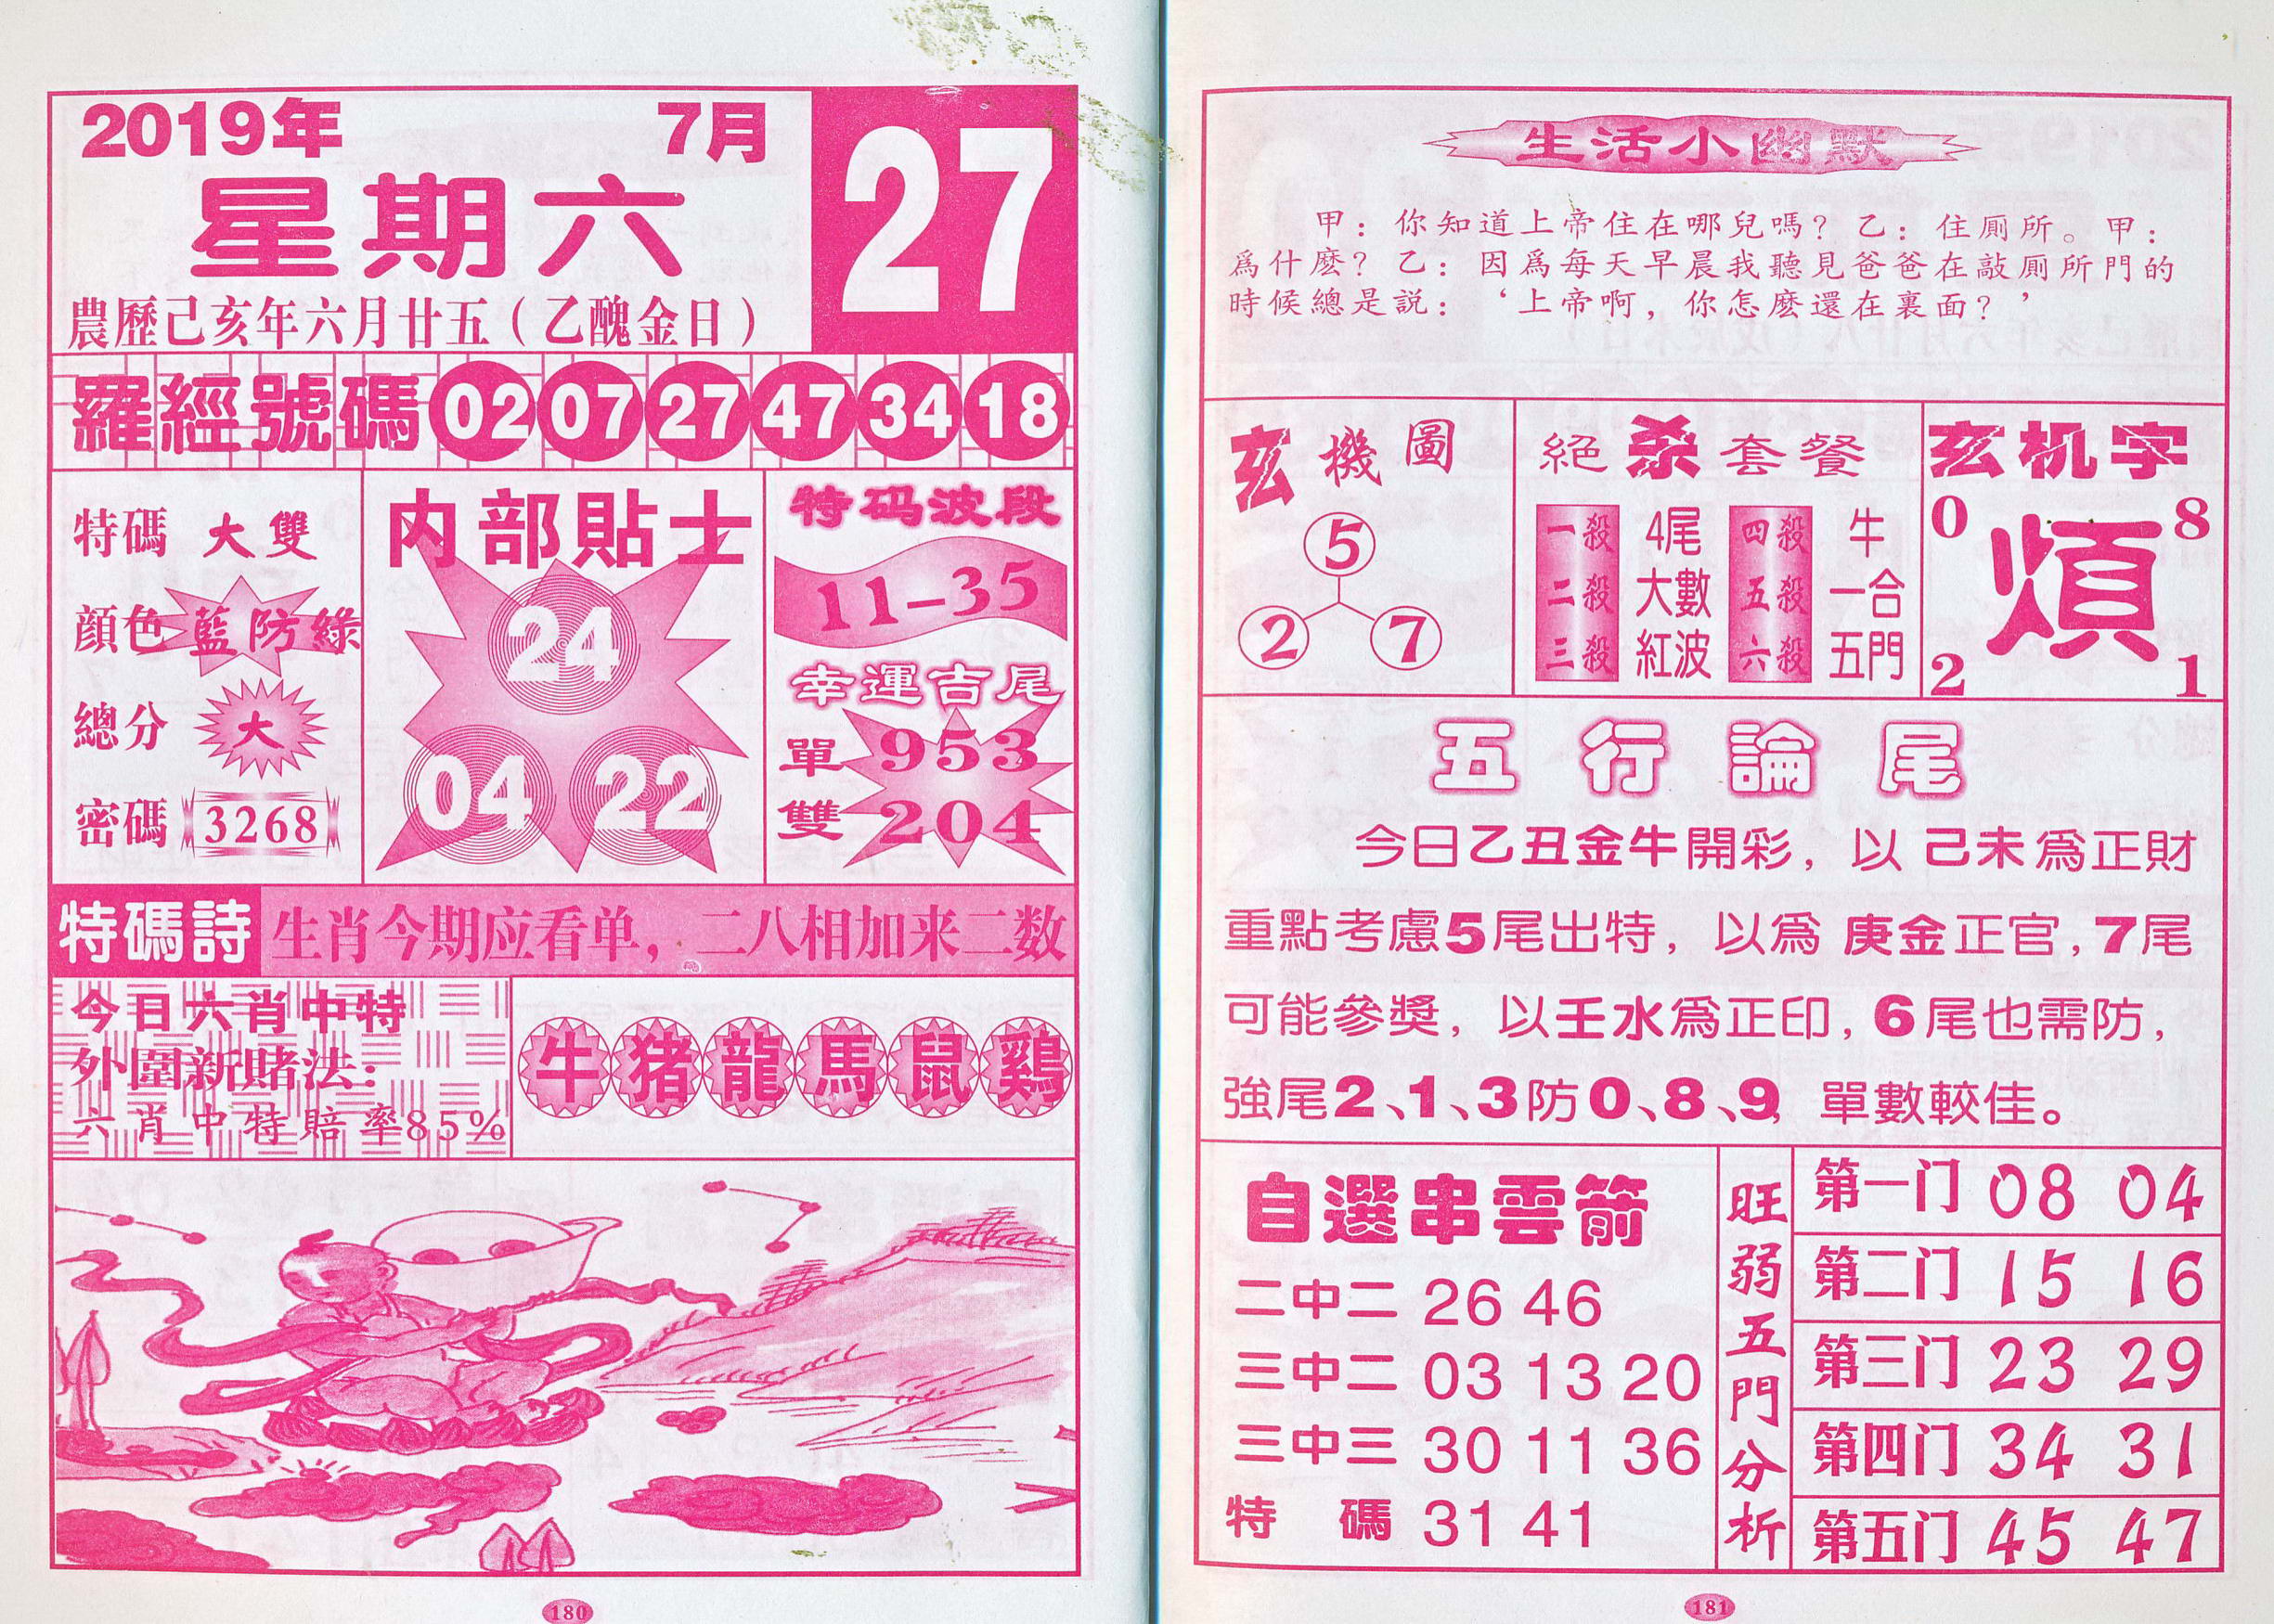 2019年 7月 27
星期六
農歷己亥年六月廿五（乙醜金日）
羅經號碼 02 07 27 47 34 18
特碼 大雙
顔色 藍防綠
總分 大
密碼 3268
内部貼士
24
04 22
特码波段
11-35
幸運吉尾
單 953
雙 204
特碼詩 生肖今期应看单，二八相加来二数
今日六肖中特
外圍新賭法：
六肖中特賠率85%
牛 猪 龍 馬 鼠 鷄
180
生活小幽默
甲：你知道上帝住在哪兒嗎？乙：住厠所。甲：
爲什麽？乙：因爲每天早晨我聽見爸爸在敲厠所門的
時候總是説：‘上帝啊，你怎麽還在裏面？’
玄機圖
5
2 7
絕杀套餐
一殺 4尾 四殺 牛
二殺 大數 五殺 一合
三殺 紅波 六殺 五門
玄机字
0 8
煩
2 1
五行論尾
今日乙丑金牛開彩，以 己未爲正財
重點考慮5尾出特，以爲 庚金正官，7尾
可能參獎，以壬水爲正印，6尾也需防，
強尾2、1、3防0、8、9，單數較佳。
自選串雲箭
二中二 26 46
三中二 03 13 20
三中三 30 11 36
特碼 31 41
旺弱五門分析
第一门 08 04
第二门 15 16
第三门 23 29
第四门 34 31
第五门 45 47
181